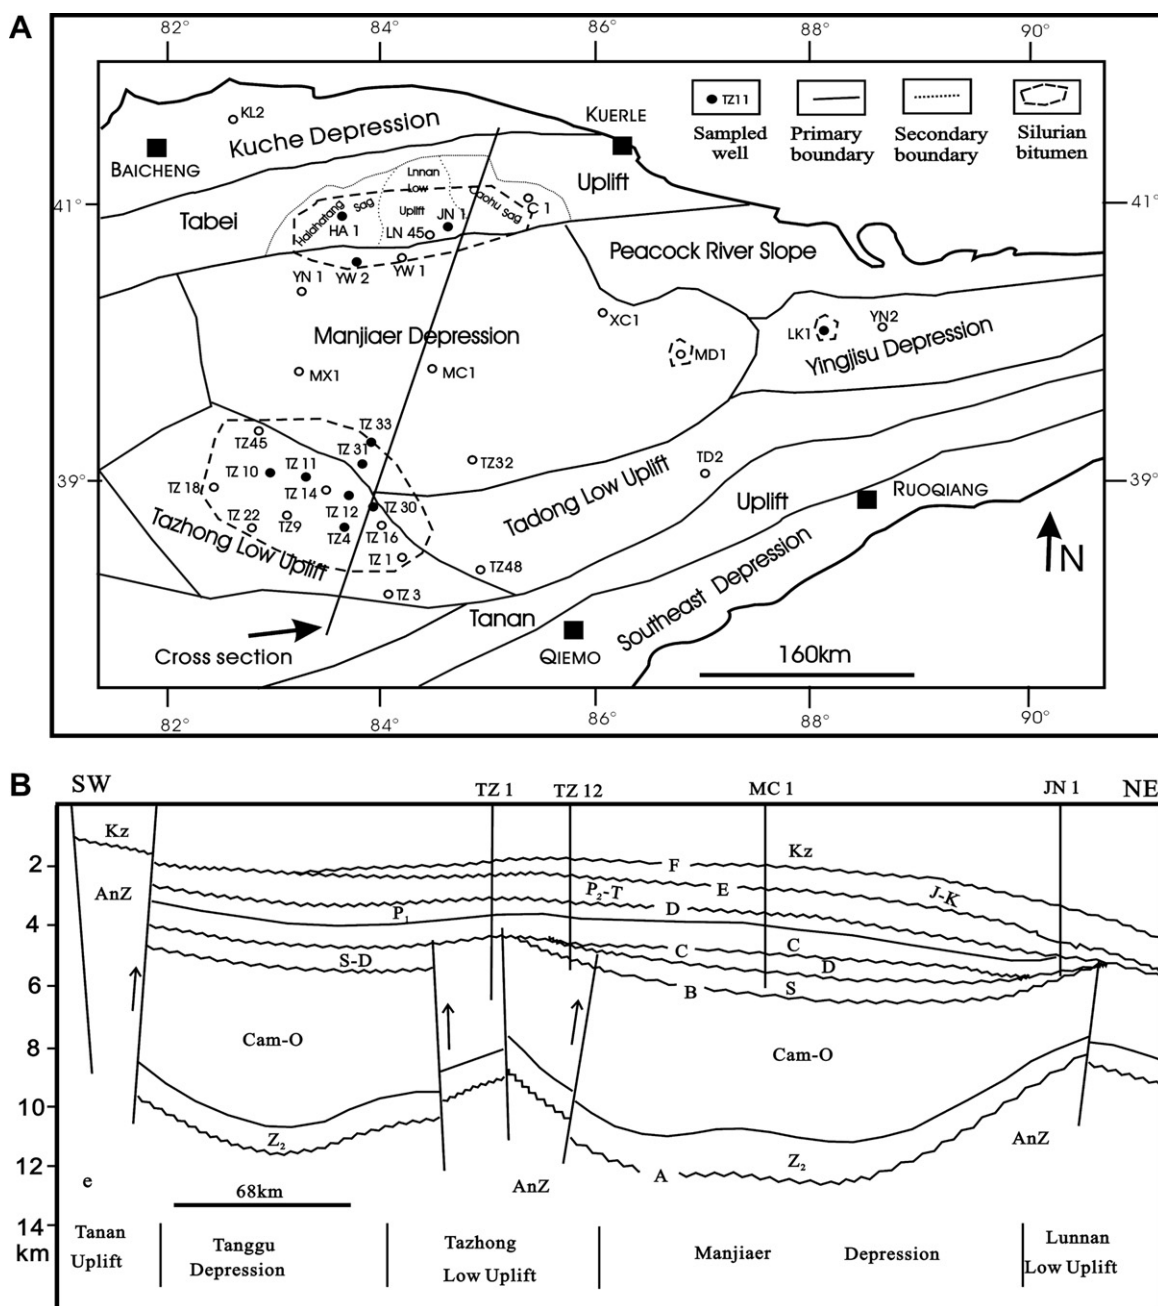 A
82°
84°
86°
88°
90°
KL2
Kuche Depression
BAICHENG
KUERLE
TZ11
Sampled well
Primary boundary
Secondary boundary
Silurian bitumen
41°
41°
Tabei
Uplift
Halahatang Sag
HA 1
Lnnan
Low
Uplift
LN 45
JN 1
Caohu Sag
C 1
YN 1
YW 2
YW 1
Peacock River Slope
XC1
Manjiaer Depression
MX1
MC1
MD1
LK1
YN2
Yingjisu Depression
TZ 33
TZ45
TZ 31
TZ 10
TZ 11
TZ32
TD2
39°
39°
TZ 18
TZ 14
TZ 12
TZ 30
TZ 22
TZ9
TZ4
TZ 16
TZ 1
TZ48
TZ 3
Tazhong Low Uplift
Tadong Low Uplift
Uplift
RUOQIANG
Tanan
Southeast Depression
QIEMO
N
Cross section
160km
82°
84°
86°
88°
90°
B
SW
TZ 1
TZ 12
MC 1
JN 1
NE
Kz
Kz
2
F
AnZ
P₂-T
E
J-K
4
P₁
D
S-D
C
C
D
6
B
S
Cam-O
Cam-O
8
10
Z₂
Z₂
AnZ
12
e
AnZ
A
68km
14
km
Tanan
Uplift
Tanggu
Depression
Tazhong
Low Uplift
Manjiaer Depression
Lunnan
Low Uplift